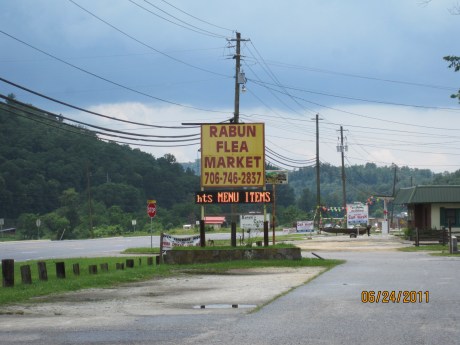 RABUN
FLEA
MARKET
706-746-2837
hts MENU ITEMS
06/24/2011